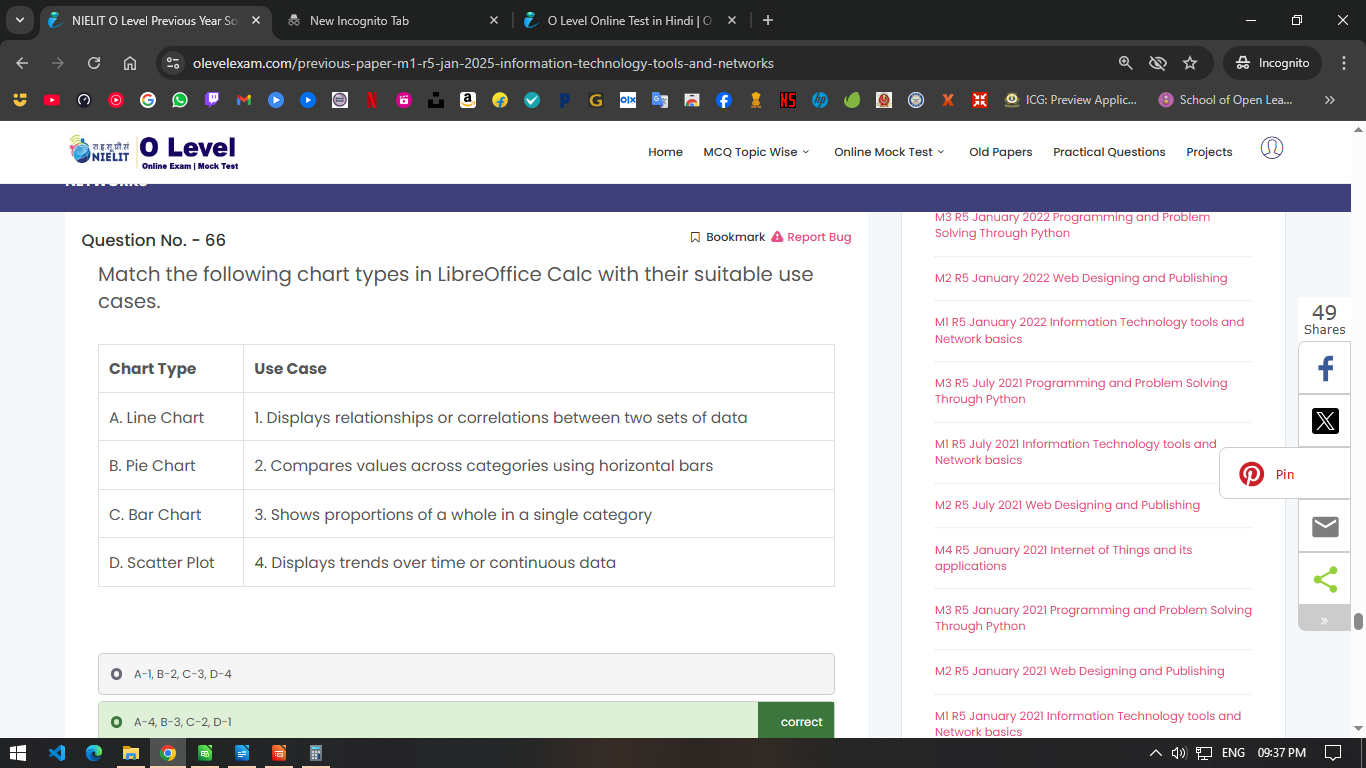 NIELIT O Level Previous Year So
New Incognito Tab
O Level Online Test in Hindi | O
olevelexam.com/previous-paper-m1-r5-jan-2025-information-technology-tools-and-networks
Incognito
ICG: Preview Applic...
School of Open Lea...
रा.इ.सू.प्रौ.सं
NIELIT
O Level
Online Exam | Mock Test
Home
MCQ Topic Wise
Online Mock Test
Old Papers
Practical Questions
Projects
NETWORKS
Question No. - 66
Bookmark
Report Bug
Match the following chart types in LibreOffice Calc with their suitable use
cases.
Chart Type
Use Case
A. Line Chart
1. Displays relationships or correlations between two sets of data
B. Pie Chart
2. Compares values across categories using horizontal bars
C. Bar Chart
3. Shows proportions of a whole in a single category
D. Scatter Plot
4. Displays trends over time or continuous data
A-1, B-2, C-3, D-4
A-4, B-3, C-2, D-1
correct
M3 R5 January 2022 Programming and Problem
Solving Through Python
M2 R5 January 2022 Web Designing and Publishing
M1 R5 January 2022 Information Technology tools and
Network basics
M3 R5 July 2021 Programming and Problem Solving
Through Python
M1 R5 July 2021 Information Technology tools and
Network basics
M2 R5 July 2021 Web Designing and Publishing
M4 R5 January 2021 Internet of Things and its
applications
M3 R5 January 2021 Programming and Problem Solving
Through Python
M2 R5 January 2021 Web Designing and Publishing
M1 R5 January 2021 Information Technology tools and
Network basics
49
Shares
Pin
ENG
09:37 PM